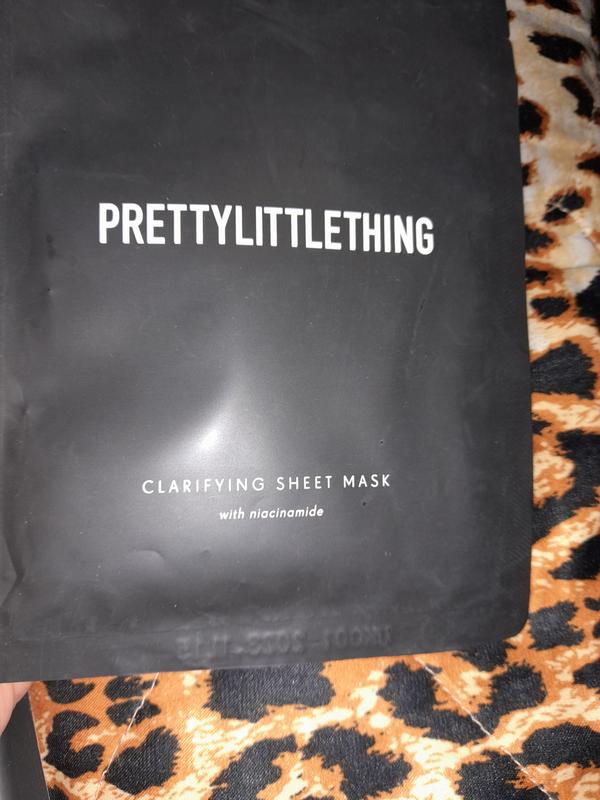 PRETTYLITTLETHING
CLARIFYING SHEET MASK
with niacinamide